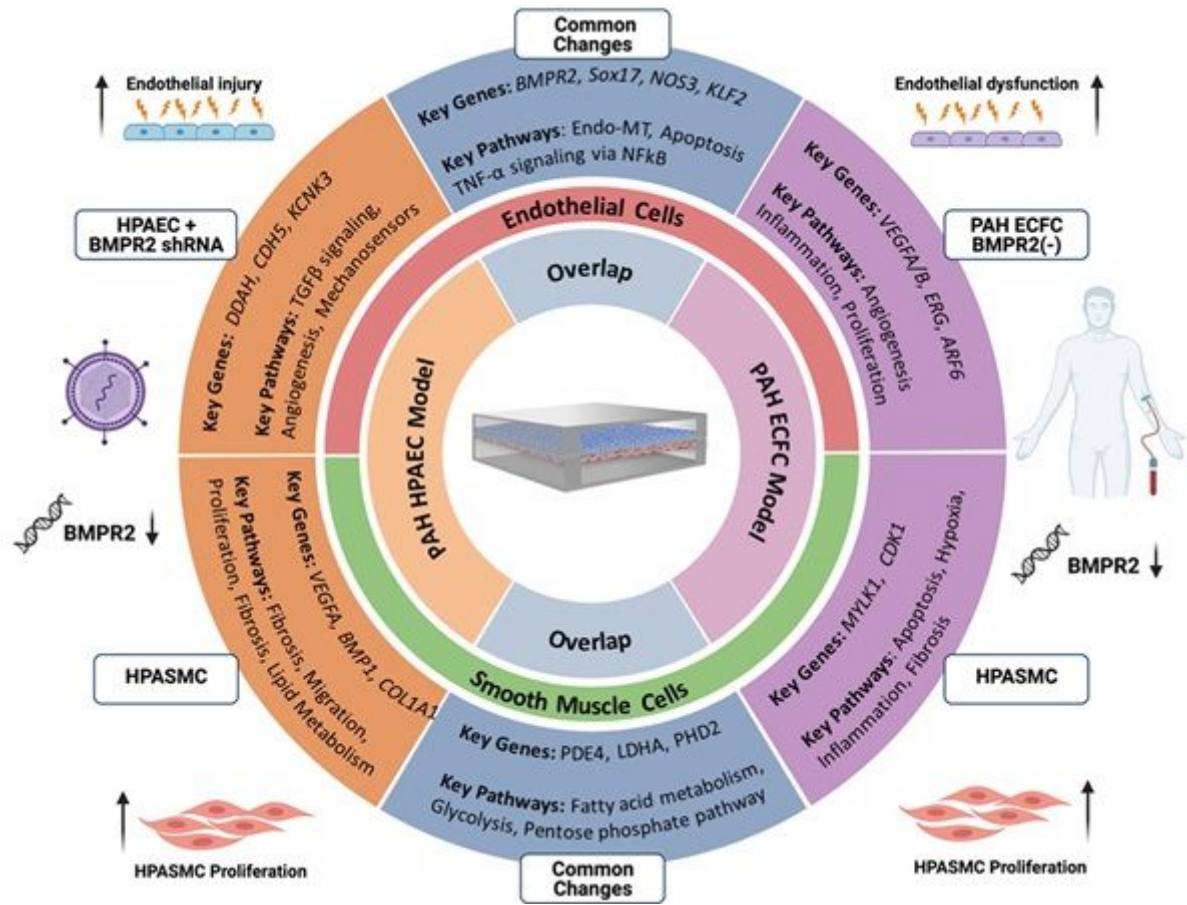 Common
Changes
Key Genes: BMPR2, Sox17, NOS3, KLF2
Key Pathways: Endo-MT, Apoptosis
TNF-α signaling via NFkB
Endothelial injury
Endothelial dysfunction
HPAEC +
BMPR2 shRNA
PAH ECFC
BMPR2(-)
Key Genes: DDAH, CDH5, KCNK3
Key Pathways: TGFβ signaling,
Angiogenesis, Mechanosensors
Key Genes: VEGFA/B, ERG, ARF6
Key Pathways: Angiogenesis
Inflammation, Proliferation
Endothelial Cells
Overlap
PAH HPAEC Model
PAH ECFC Model
Overlap
Smooth Muscle Cells
BMPR2
BMPR2
HPASMC
HPASMC
Key Genes: VEGFA, BMP1, COL1A1
Key Pathways: Fibrosis, Migration,
Proliferation, Fibrosis, Lipid Metabolism
Key Genes: MYLK1, CDK1
Key Pathways: Apoptosis, Hypoxia,
Inflammation, Fibrosis
Key Genes: PDE4, LDHA, PHD2
Key Pathways: Fatty acid metabolism,
Glycolysis, Pentose phosphate pathway
HPASMC Proliferation
HPASMC Proliferation
Common
Changes